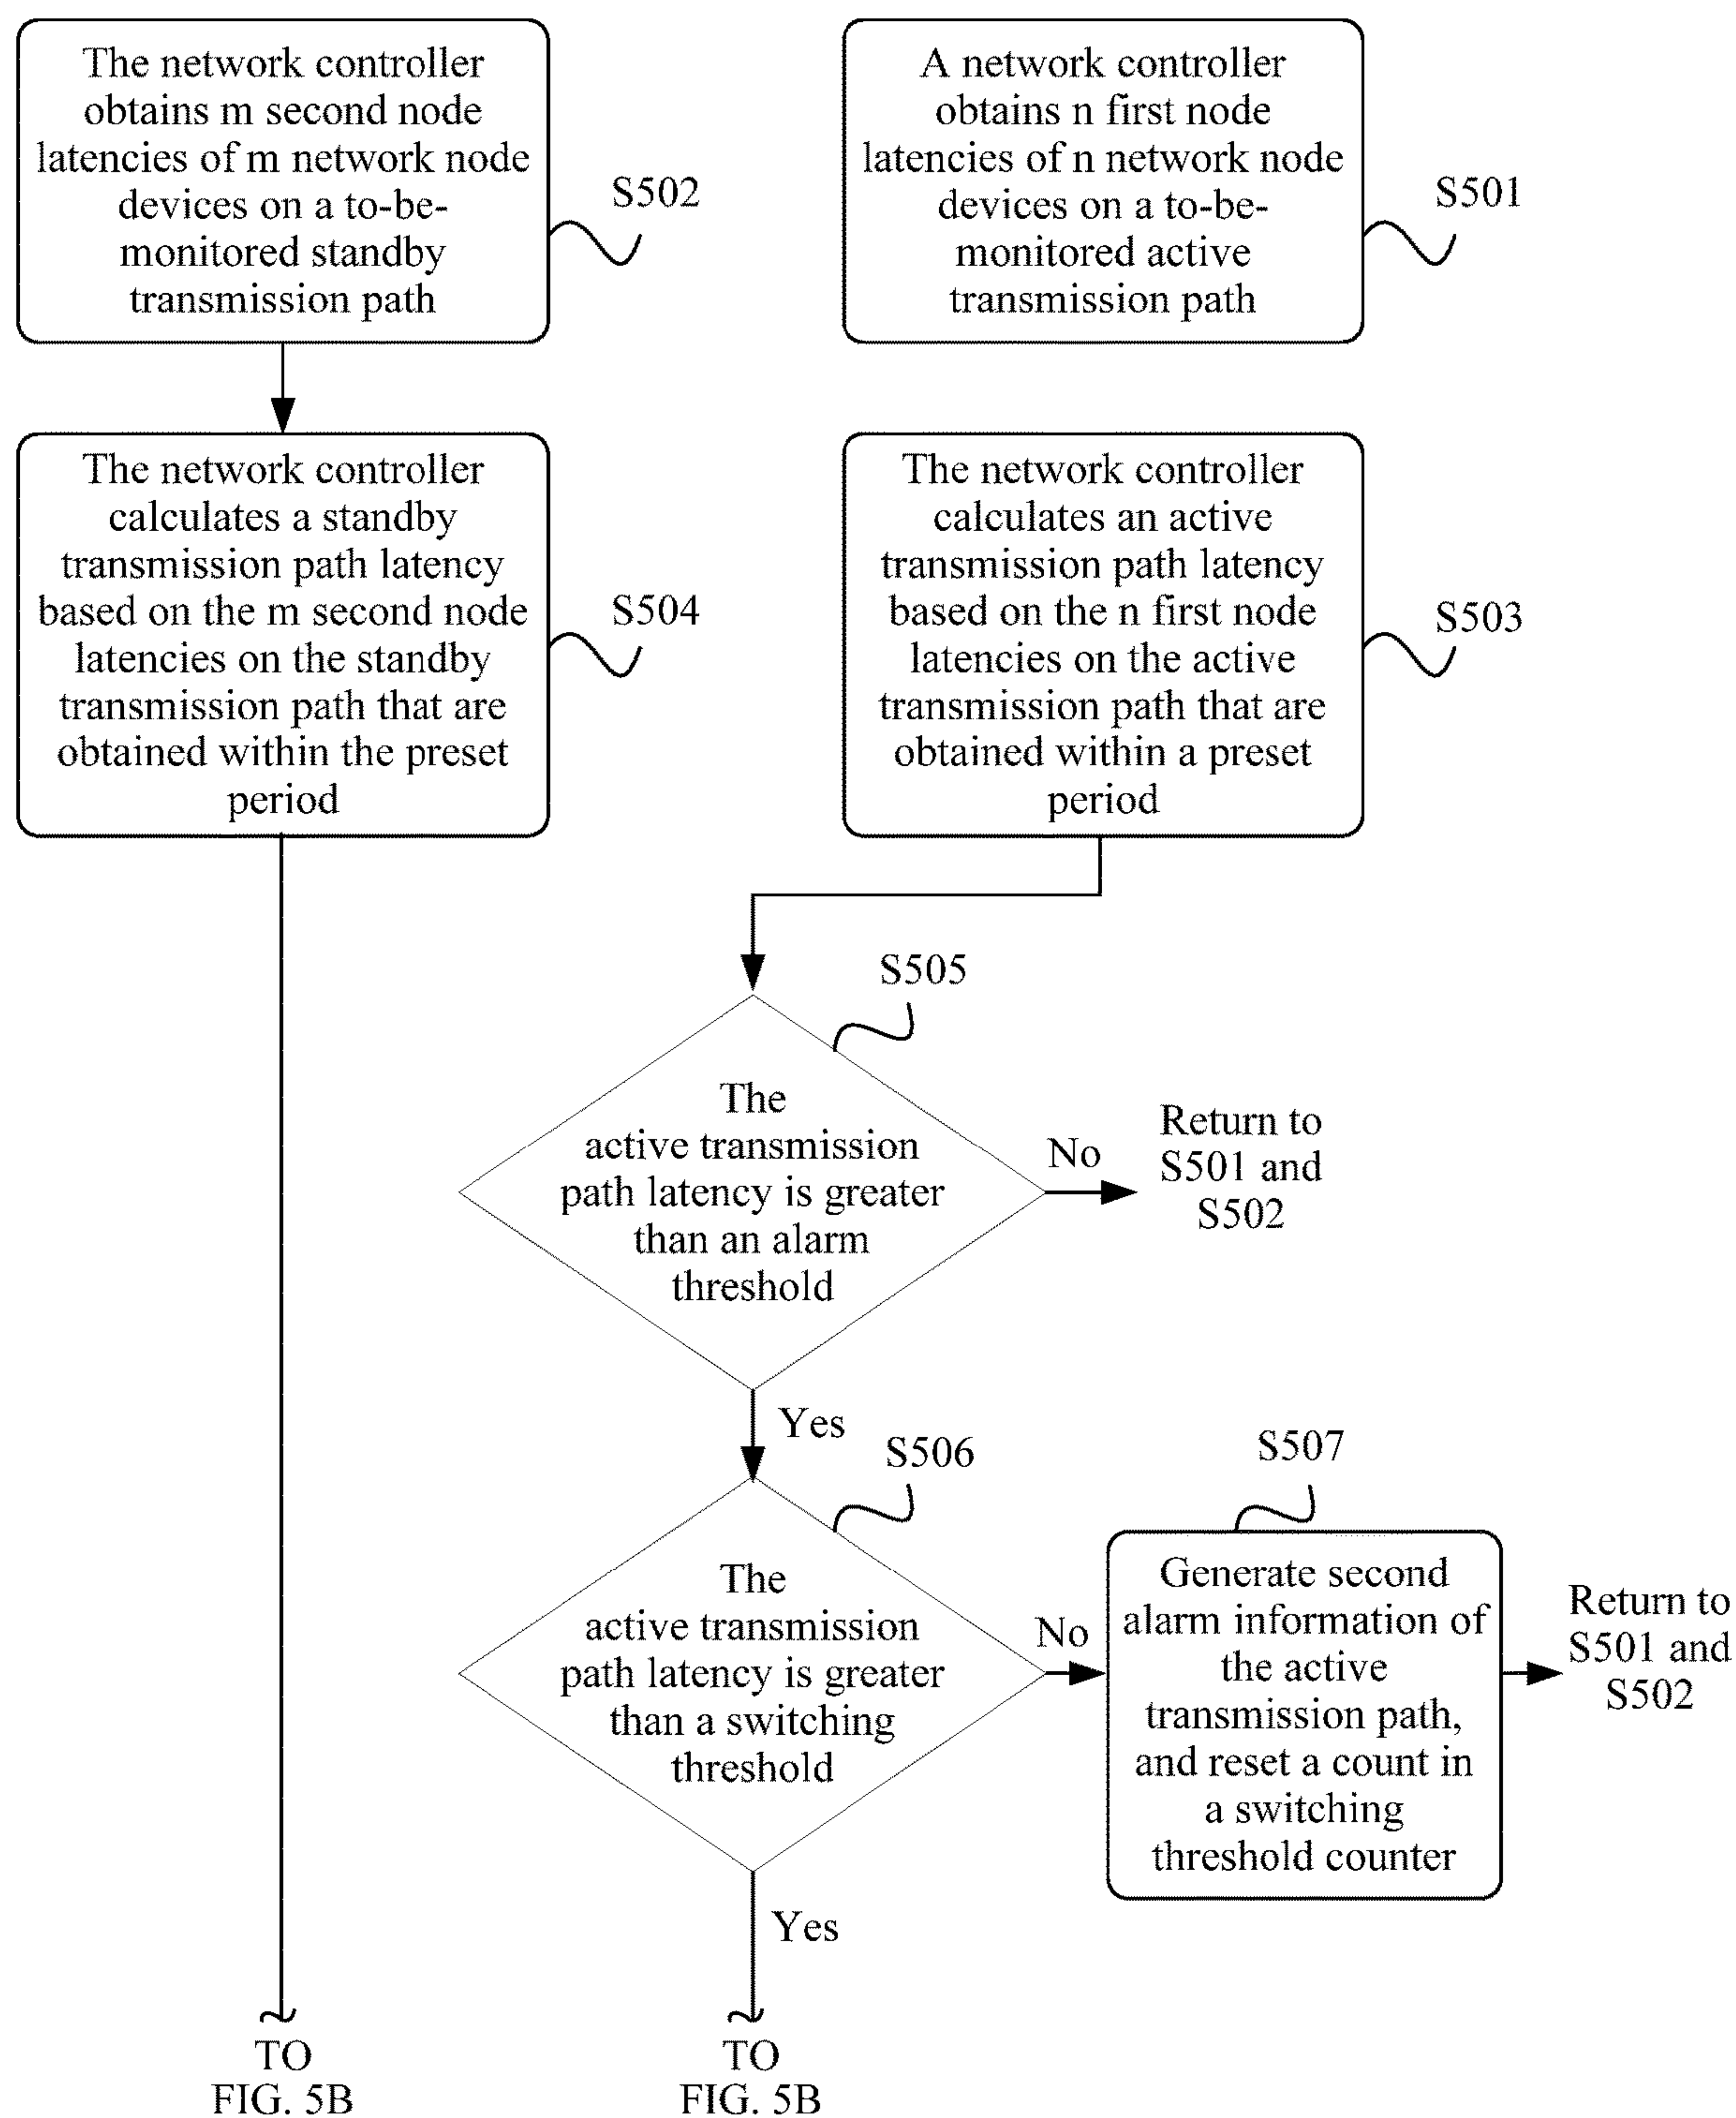 The network controller
obtains m second node
latencies of m network node
devices on a to-be-
monitored standby
transmission path
S502
A network controller
obtains n first node
latencies of n network node
devices on a to-be-
monitored active
transmission path
S501
The network controller
calculates a standby
transmission path latency
based on the m second node
latencies on the standby
transmission path that are
obtained within the preset
period
S504
The network controller
calculates an active
transmission path latency
based on the n first node
latencies on the active
transmission path that are
obtained within a preset
period
S503
S505
The
active transmission
path latency is greater
than an alarm
threshold
No
Return to
S501 and
S502
Yes
S506
The
active transmission
path latency is greater
than a switching
threshold
No
S507
Generate second
alarm information of
the active
transmission path,
and reset a count in
a switching
threshold counter
Return to
S501 and
S502
Yes
TO
FIG. 5B
TO
FIG. 5B